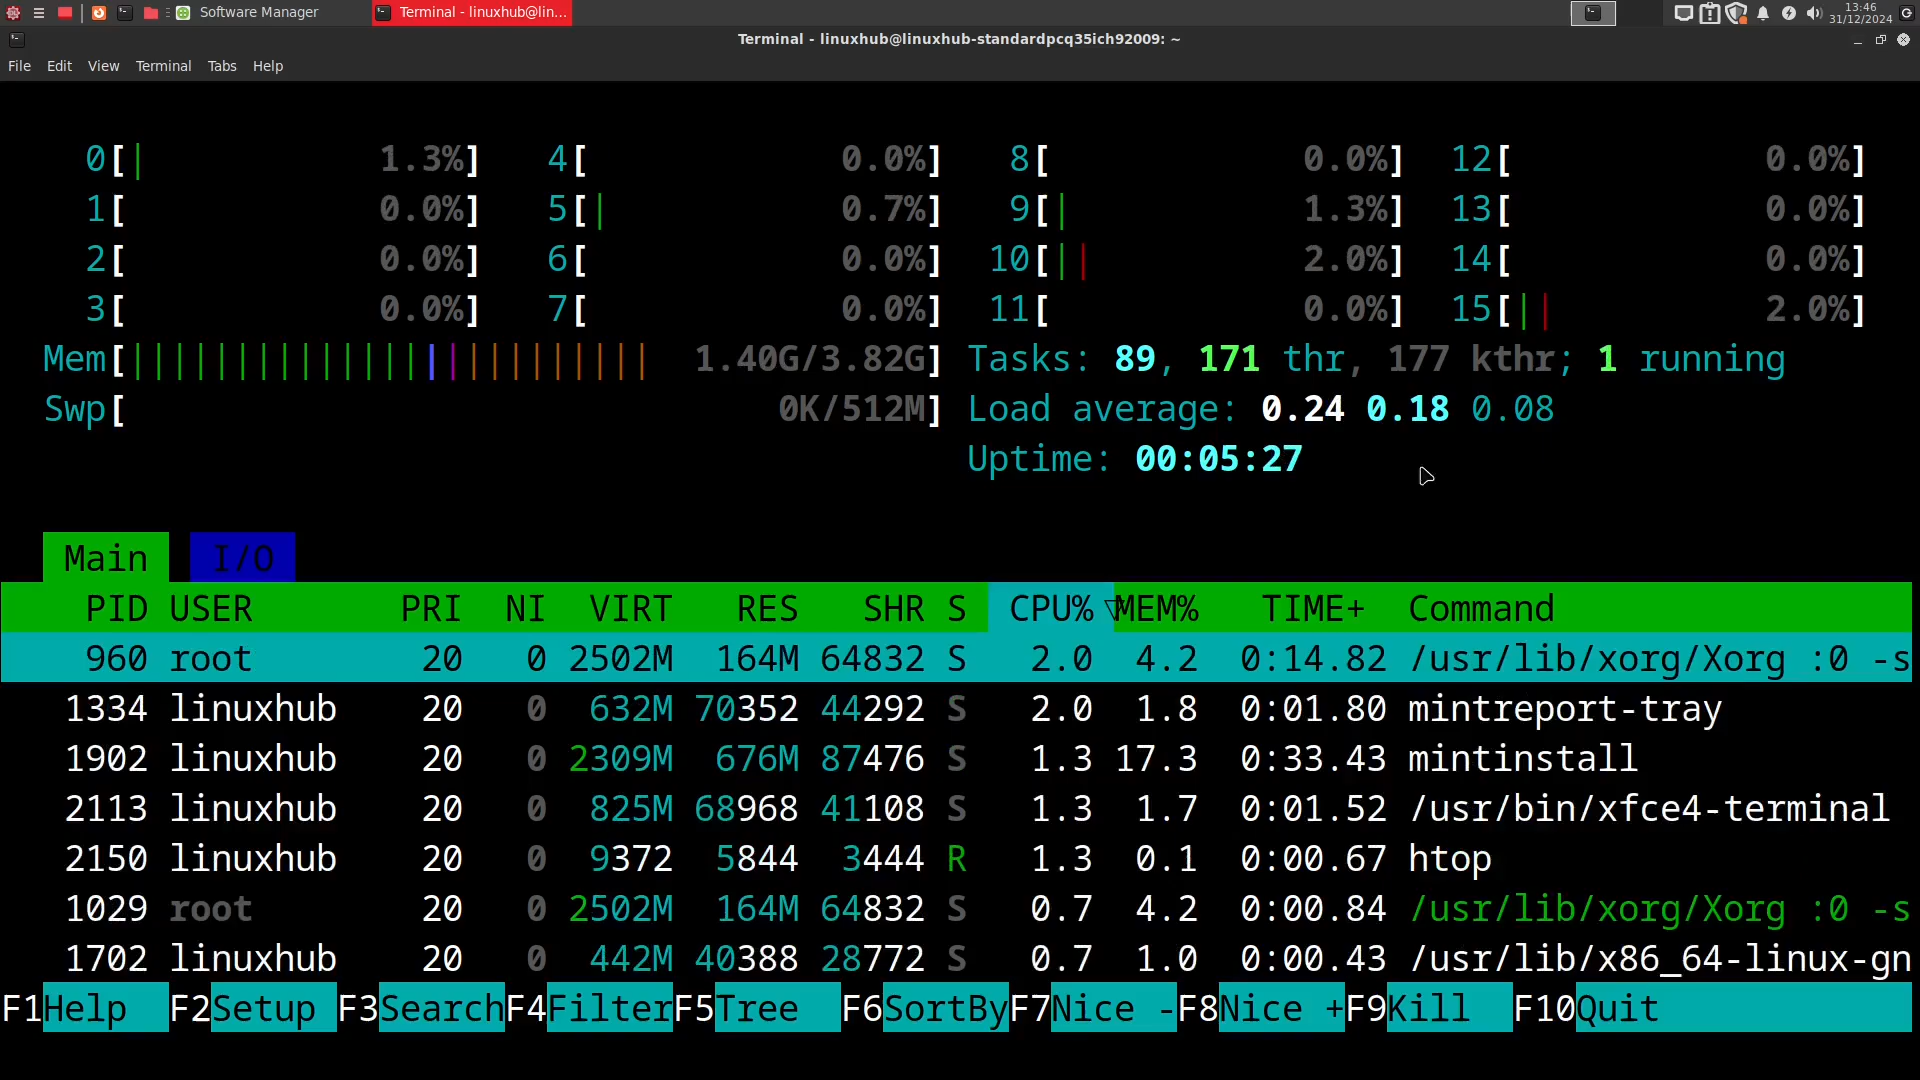 Software Manager
Terminal - linuxhub@lin...
13:46
31/12/2024
Terminal - linuxhub@linuxhub-standardpcq35ich92009: ~
File Edit View Terminal Tabs Help
0[| 1.3%] 4[ 0.0%] 8[ 0.0%] 12[ 0.0%]
1[ 0.0%] 5[| 0.7%] 9[| 1.3%] 13[ 0.0%]
2[ 0.0%] 6[ 0.0%] 10[|| 2.0%] 14[ 0.0%]
3[ 0.0%] 7[ 0.0%] 11[ 0.0%] 15[|| 2.0%]
Mem[||||||||||||||||||||||||| 1.40G/3.82G] Tasks: 89, 171 thr, 177 kthr; 1 running
Swp[ 0K/512M] Load average: 0.24 0.18 0.08
Uptime: 00:05:27
Main I/O
PID USER PRI NI VIRT RES SHR S CPU%▽MEM% TIME+ Command
960 root 20 0 2502M 164M 64832 S 2.0 4.2 0:14.82 /usr/lib/xorg/Xorg :0 -s
1334 linuxhub 20 0 632M 70352 44292 S 2.0 1.8 0:01.80 mintreport-tray
1902 linuxhub 20 0 2309M 676M 87476 S 1.3 17.3 0:33.43 mintinstall
2113 linuxhub 20 0 825M 68968 41108 S 1.3 1.7 0:01.52 /usr/bin/xfce4-terminal
2150 linuxhub 20 0 9372 5844 3444 R 1.3 0.1 0:00.67 htop
1029 root 20 0 2502M 164M 64832 S 0.7 4.2 0:00.84 /usr/lib/xorg/Xorg :0 -s
1702 linuxhub 20 0 442M 40388 28772 S 0.7 1.0 0:00.43 /usr/lib/x86_64-linux-gn
F1Help F2Setup F3SearchF4FilterF5Tree F6SortByF7Nice -F8Nice +F9Kill F10Quit